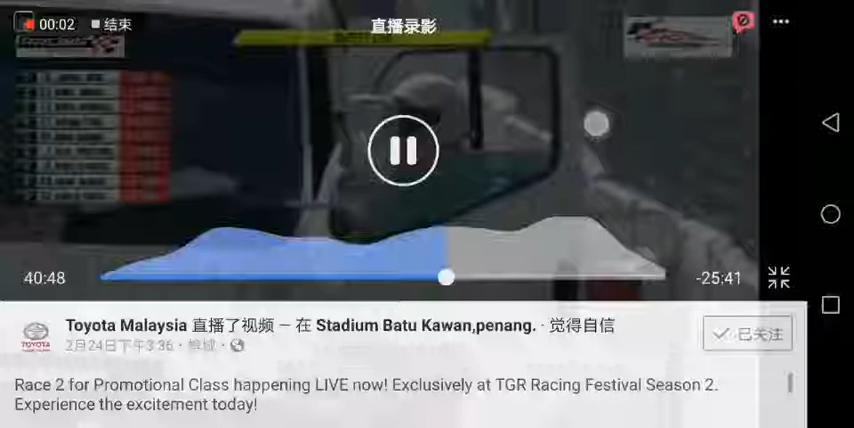 00:02 结束
直播录影
40:48
-25:41
Toyota Malaysia 直播了视频 — 在 Stadium Batu Kawan,penang. · 觉得自信
已关注
TOYOTA
2月24日下午3:36 · 槟城 ·
Race 2 for Promotional Class happening LIVE now! Exclusively at TGR Racing Festival Season 2.
Experience the excitement today!